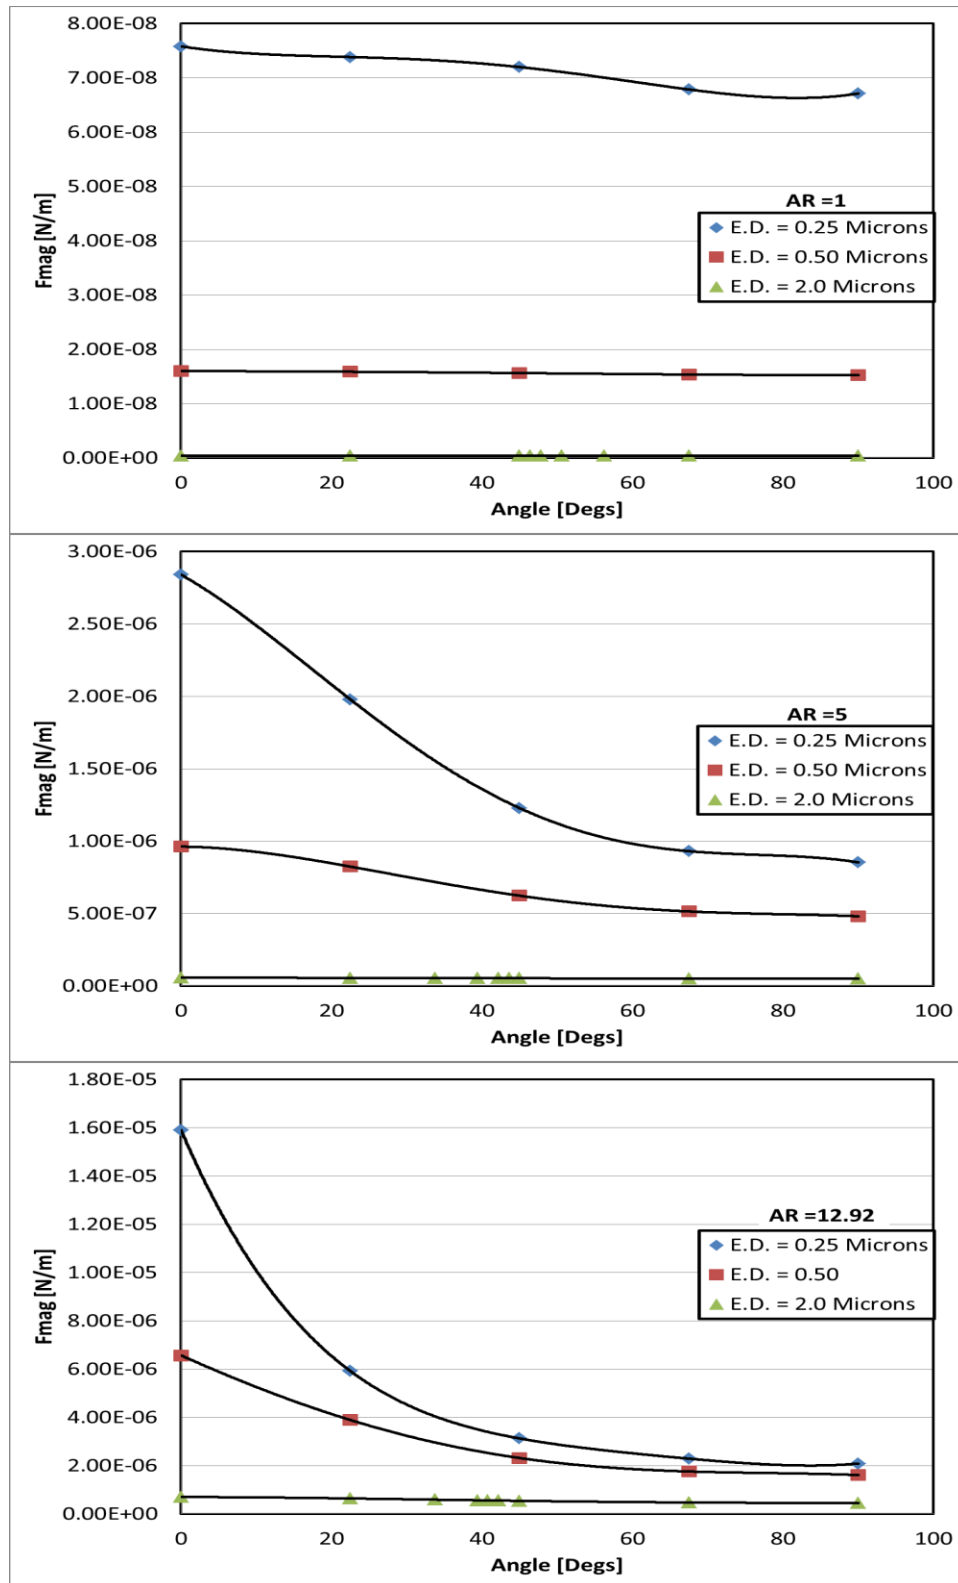 8.00E-08
7.00E-08
6.00E-08
5.00E-08
4.00E-08
3.00E-08
2.00E-08
1.00E-08
0.00E+00
Fmag [N/m]
0 20 40 60 80 100
Angle [Degs]
AR =1
E.D. = 0.25 Microns
E.D. = 0.50 Microns
E.D. = 2.0 Microns
3.00E-06
2.50E-06
2.00E-06
1.50E-06
1.00E-06
5.00E-07
0.00E+00
Fmag [N/m]
0 20 40 60 80 100
Angle [Degs]
AR =5
E.D. = 0.25 Microns
E.D. = 0.50 Microns
E.D. = 2.0 Microns
1.80E-05
1.60E-05
1.40E-05
1.20E-05
1.00E-05
8.00E-06
6.00E-06
4.00E-06
2.00E-06
0.00E+00
Fmag [N/m]
0 20 40 60 80 100
Angle [Degs]
AR =12.92
E.D. = 0.25 Microns
E.D. = 0.50
E.D. = 2.0 Microns